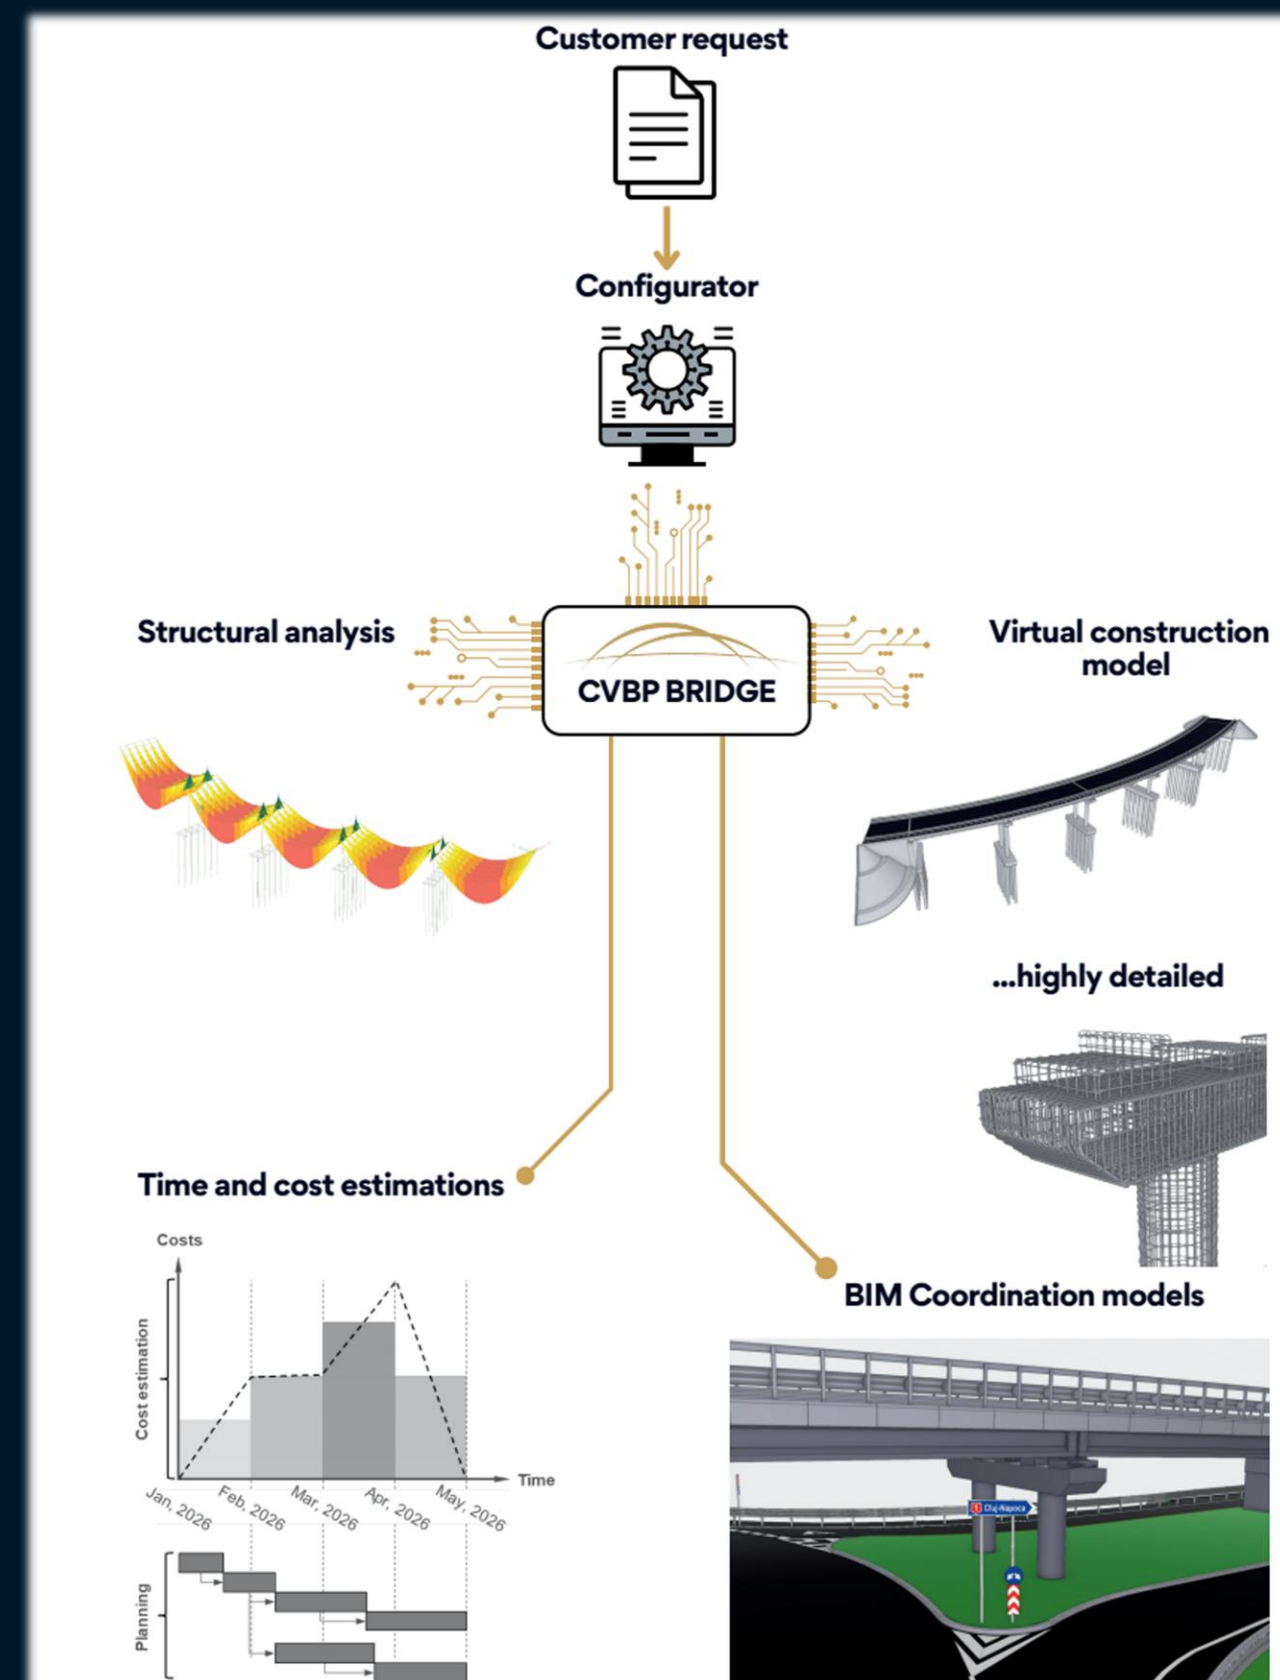 Customer request
Configurator
CVBP BRIDGE
Structural analysis
Virtual construction
model
...highly detailed
Time and cost estimations
Costs
Cost estimation
Time
Jan, 2026
Feb, 2026
Mar, 2026
Apr, 2026
May, 2026
Planning
BIM Coordination models
1 Cluj-Napoca